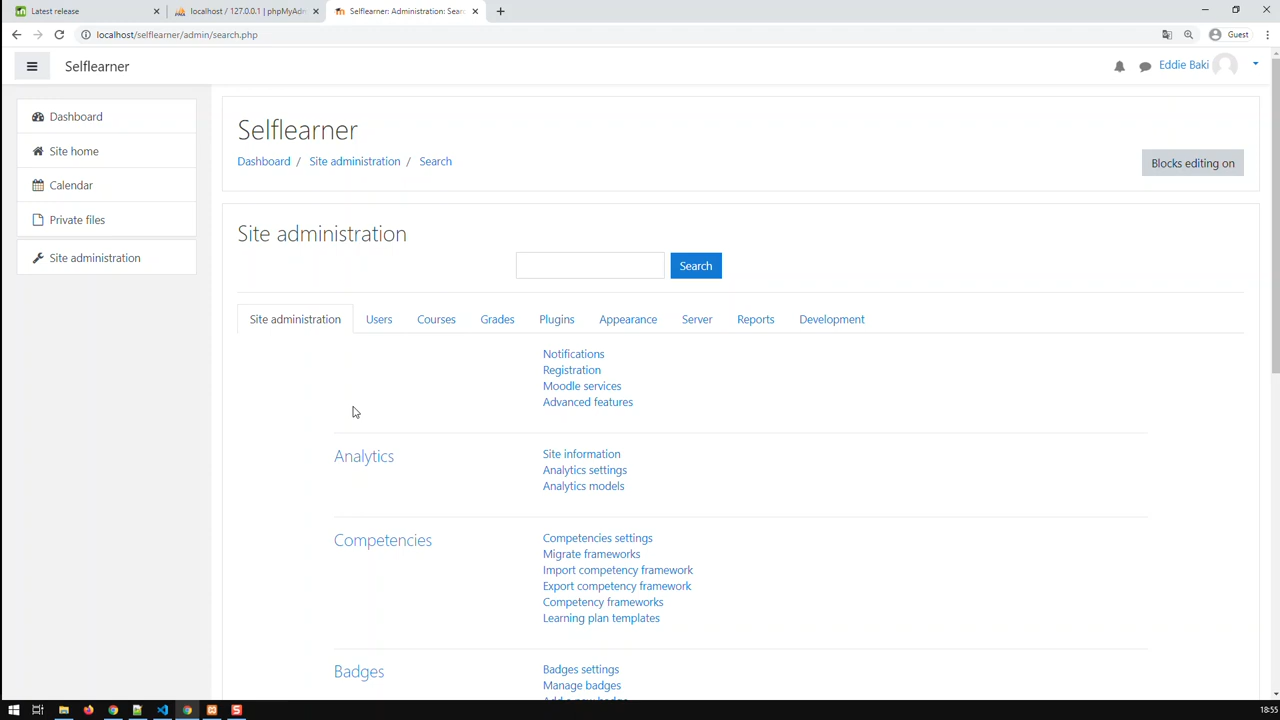 Latest release
localhost / 127.0.0.1 | phpMyAdm
Selflearner: Administration: Sear
localhost/selflearner/admin/search.php
Guest
Selflearner
Eddie Baki
Dashboard
Site home
Calendar
Private files
Site administration
Selflearner
Dashboard / Site administration / Search
Blocks editing on
Site administration
Search
Site administration Users Courses Grades Plugins Appearance Server Reports Development
Notifications
Registration
Moodle services
Advanced features
Analytics
Site information
Analytics settings
Analytics models
Competencies
Competencies settings
Migrate frameworks
Import competency framework
Export competency framework
Competency frameworks
Learning plan templates
Badges
Badges settings
Manage badges
Add a new badge
18:55